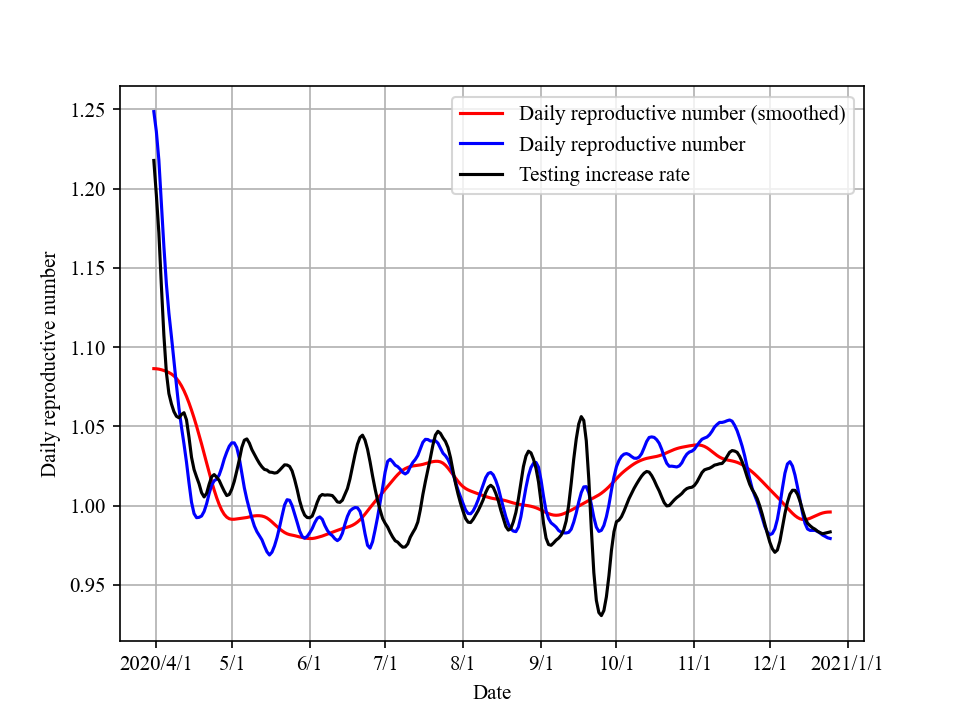 Daily reproductive number (smoothed)
Daily reproductive number
Testing increase rate
1.25
1.20
1.15
1.10
1.05
1.00
0.95
Daily reproductive number
2020/4/1 5/1 6/1 7/1 8/1 9/1 10/1 11/1 12/1 2021/1/1
Date